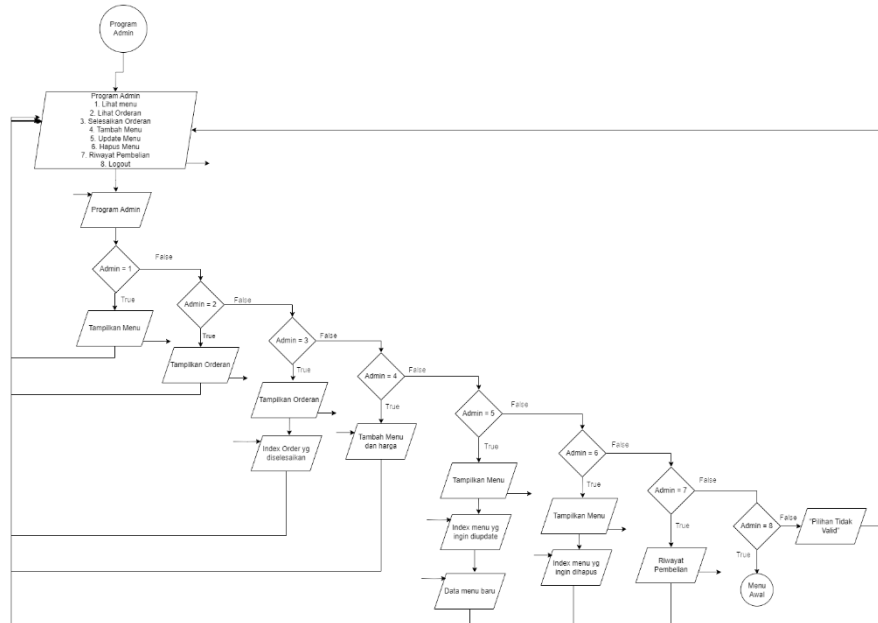 Program
Admin
Program Admin
1. Lihat menu
2. Lihat Orderan
3. Selesaikan Orderan
4. Tambah Menu
5. Update Menu
6. Hapus Menu
7. Riwayat Pembelian
8. Logout
Program Admin
Admin = 1
False
True
Tampilkan Menu
Admin = 2
False
True
Tampilkan Orderan
Admin = 3
False
True
Tampilkan Orderan
Index Order yg
diselesaikan
Admin = 4
False
True
Tambah Menu
dan harga
Admin = 5
False
True
Tampilkan Menu
Index menu yg
ingin diupdate
Data menu baru
Admin = 6
False
True
Tampilkan Menu
Index menu yg
ingin dihapus
Admin = 7
False
True
Riwayat
Pembelian
Admin = 8
False
True
"Pilihan Tidak
Valid"
Menu
Awal